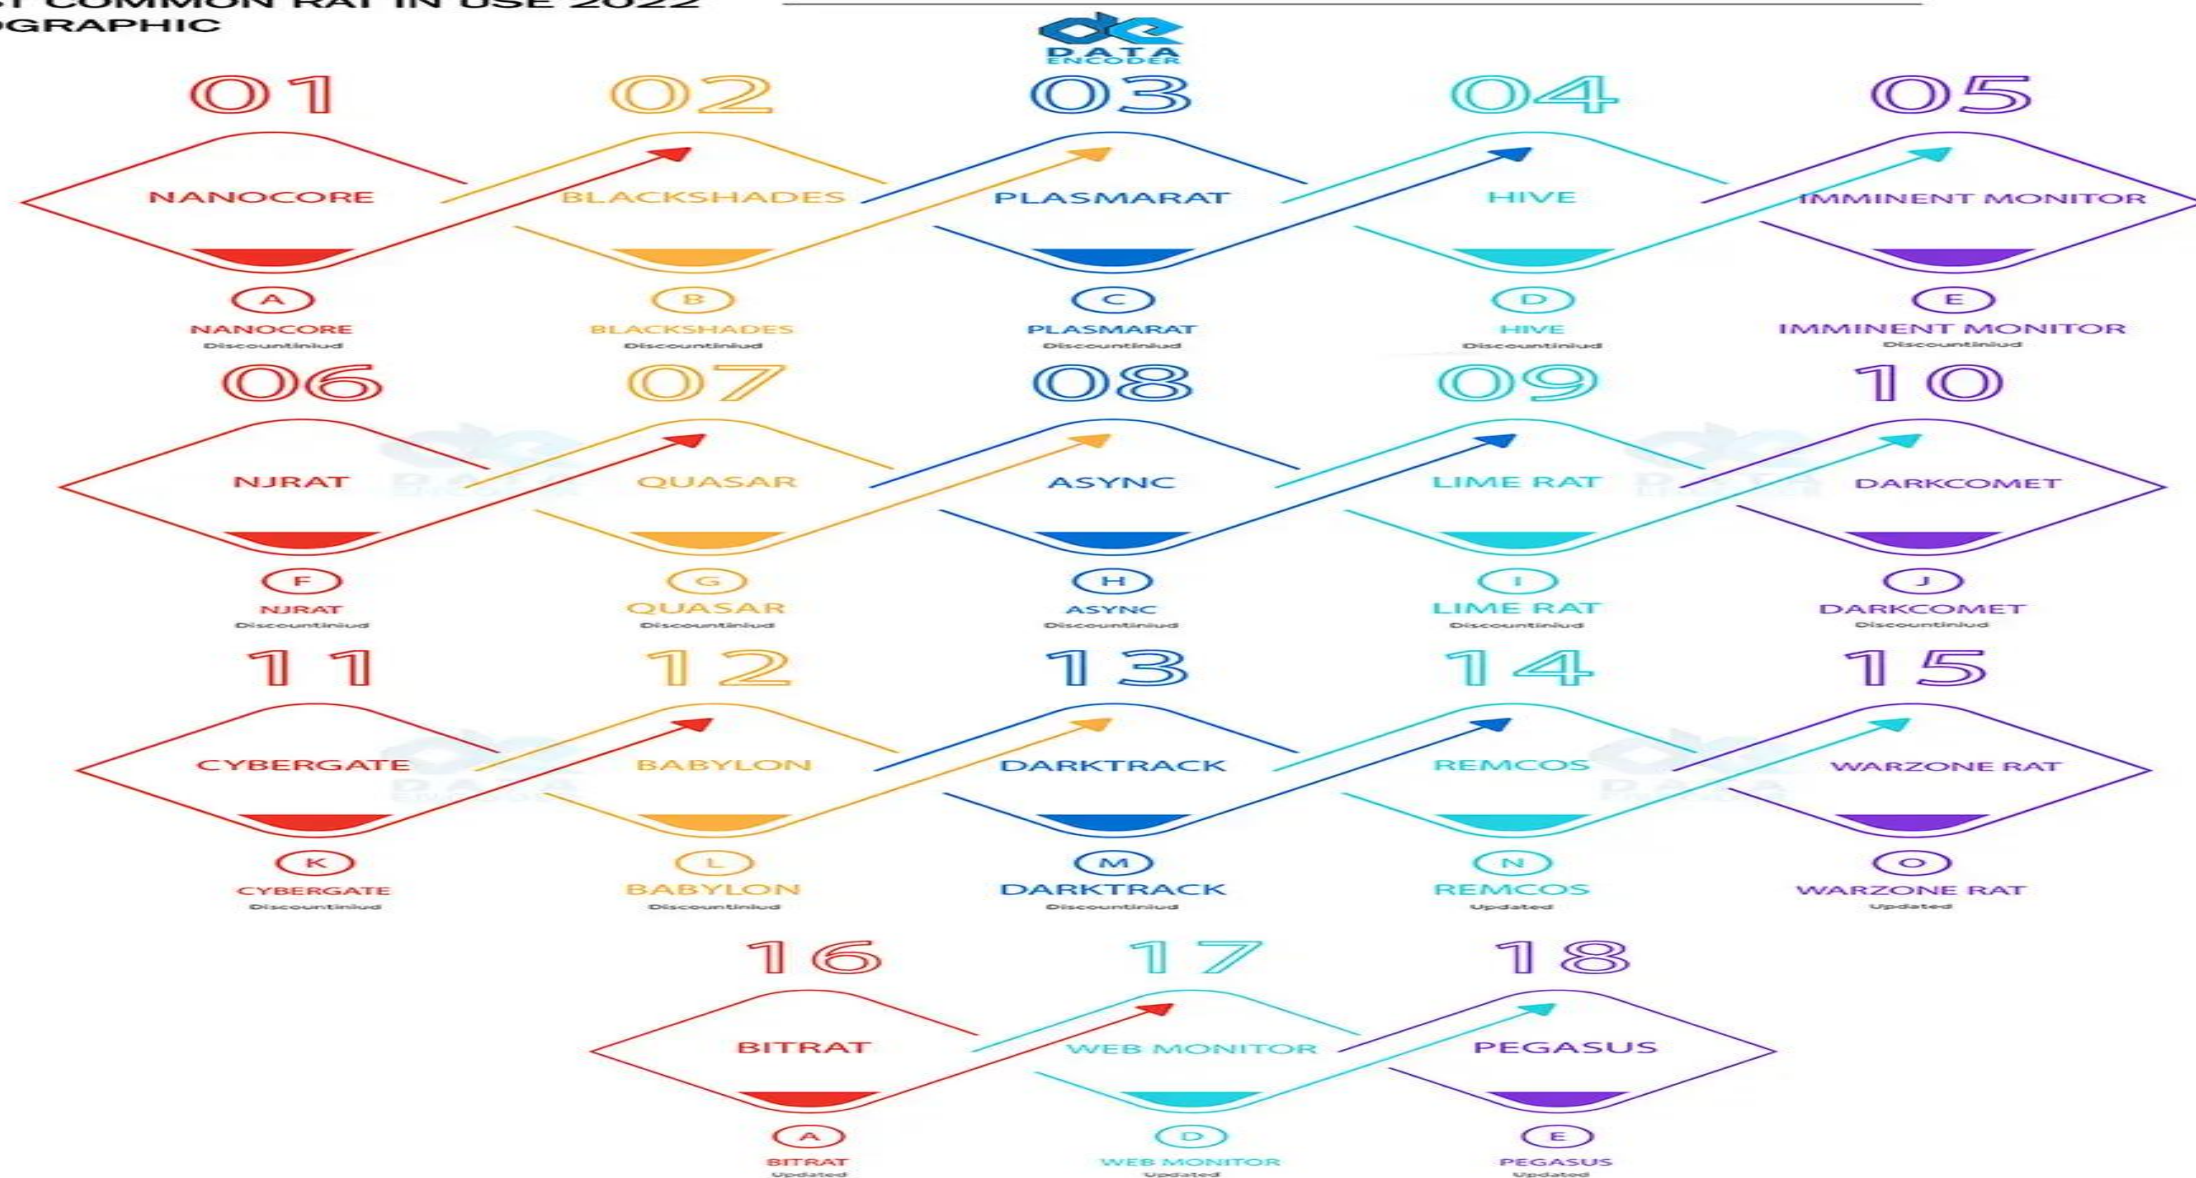 COMMON RAT IN USE 2022
DATA
ENCODER
01 02 03 04 05
NANOCORE BLACKSHADES PLASMARAT HIVE IMMINENT MONITOR
A B C D E
NANOCORE BLACKSHADES PLASMARAT HIVE IMMINENT MONITOR
Discountiniud Discountiniud Discountiniud Discountiniud Discountiniud
06 07 08 09 10
NJRAT QUASAR ASYNC LIME RAT DARKCOMET
F G H I J
NJRAT QUASAR ASYNC LIME RAT DARKCOMET
Discountiniud Discountiniud Discountiniud Discountiniud Discountiniud
11 12 13 14 15
CYBERGATE BABYLON DARKTRACK REMCOS WARZONE RAT
K L M N O
CYBERGATE BABYLON DARKTRACK REMCOS WARZONE RAT
Discountiniud Discountiniud Discountiniud Updated Updated
16 17 18
BITRAT WEB MONITOR PEGASUS
A D E
BITRAT WEB MONITOR PEGASUS
Updated Updated Updated